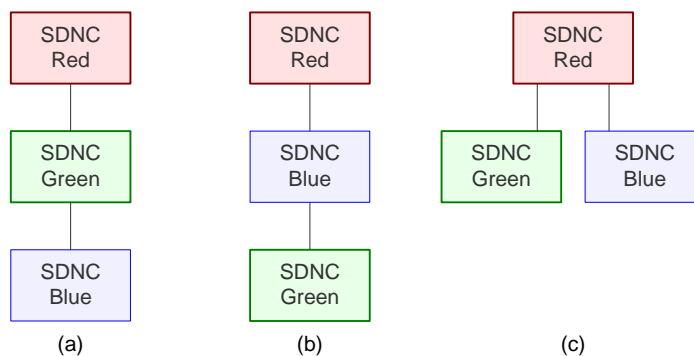 SDNC
Red
SDNC
Green
SDNC
Blue
(a)
SDNC
Red
SDNC
Blue
SDNC
Green
(b)
SDNC
Red
SDNC
Green
SDNC
Blue
(c)